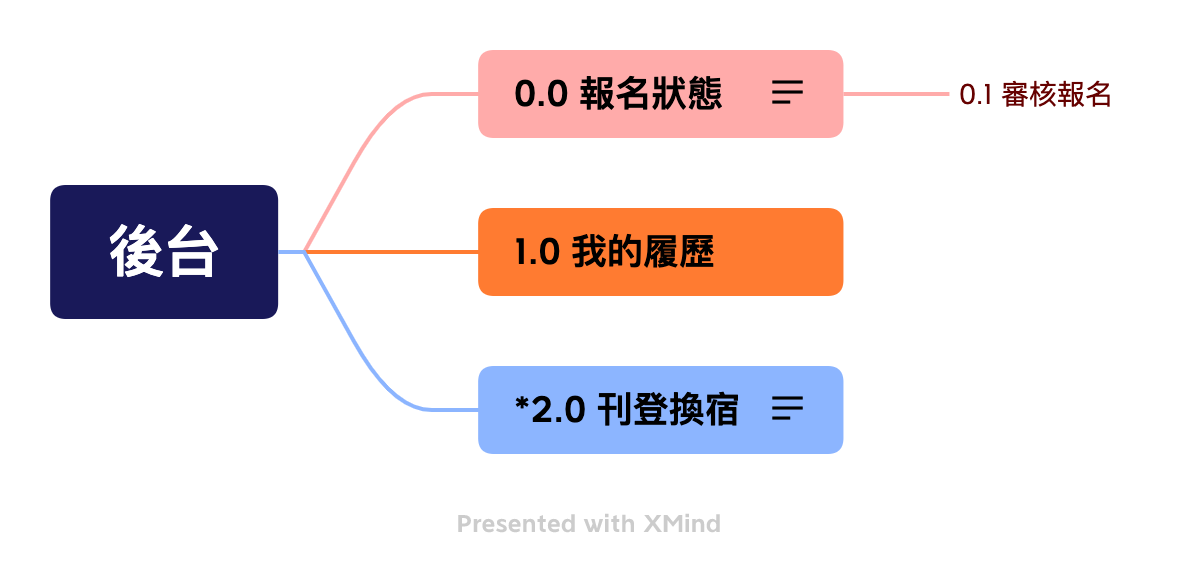 0.0 報名狀態
0.1 審核報名
後台
1.0 我的履歷
*2.0 刊登換宿
Presented with XMind